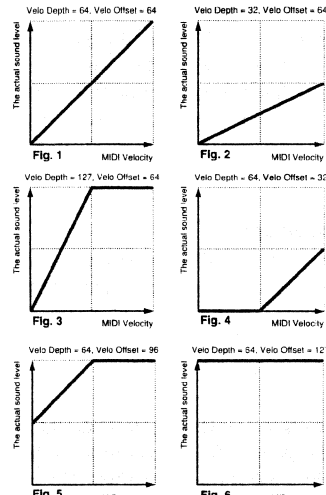 Velo Depth = 64, Velo Offset = 64
The actual sound level
Fig. 1
MIDI Velocity
Velo Depth = 32, Velo Offset = 64
The actual sound level
Fig. 2
MIDI Velocity
Velo Depth = 127, Velo Offset = 64
The actual sound level
Fig. 3
MIDI Velocity
Velo Depth = 64, Velo Offset = 32
The actual sound level
Fig. 4
MIDI Velocity
Velo Depth = 64, Velo Offset = 96
The actual sound level
Fig. 5
Velo Depth = 64, Velo Offset = 12
The actual sound level
Fig. 6